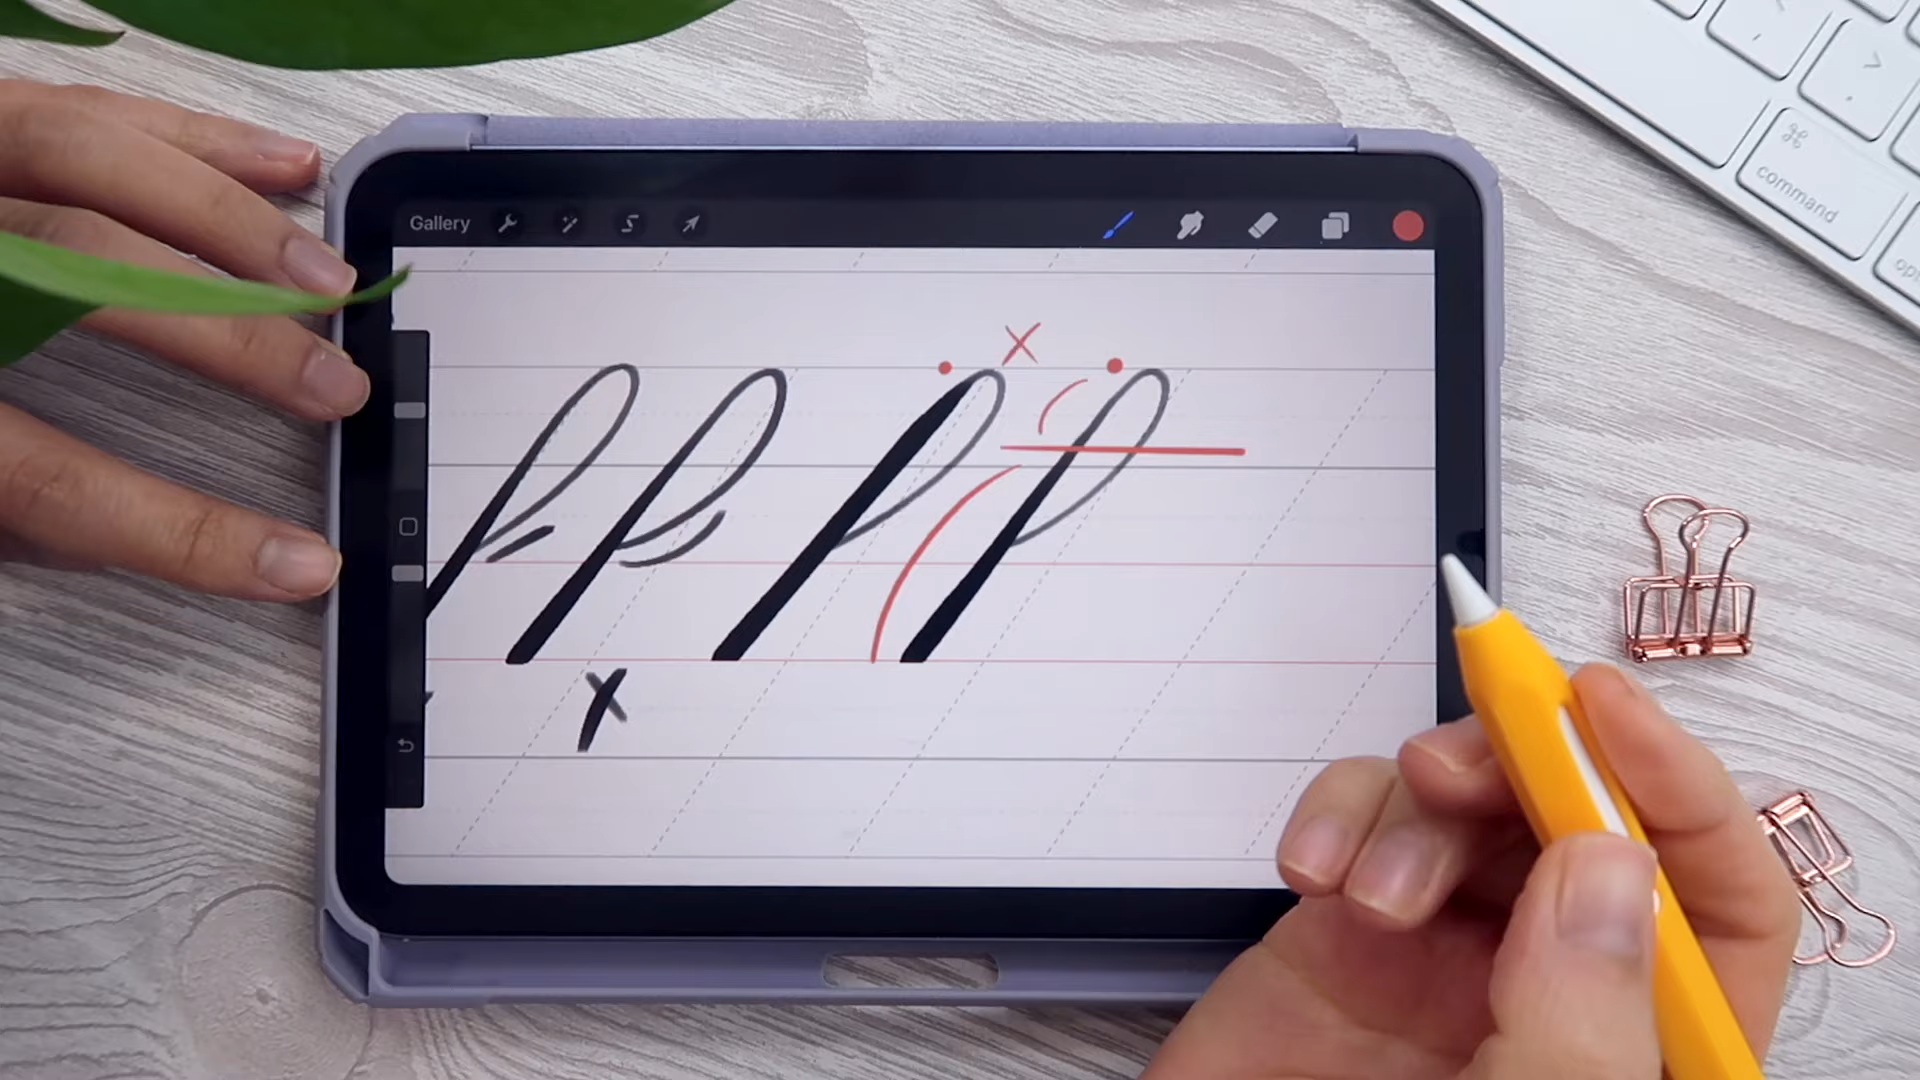 Gallery
⌘
command
x
x